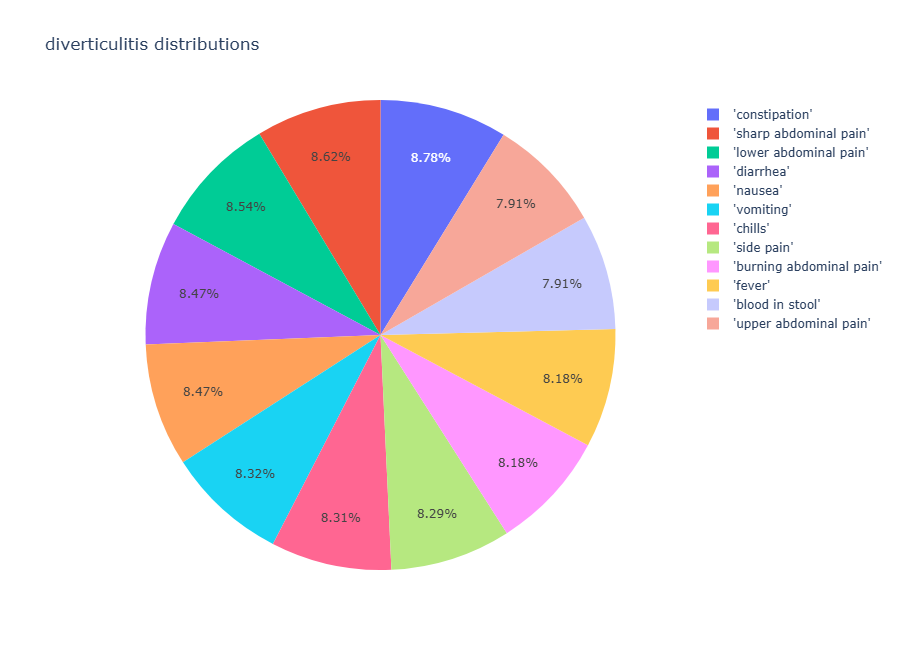 diverticulitis distributions
8.62%
8.78%
8.54%
7.91%
8.47%
7.91%
8.47%
8.18%
8.32%
8.18%
8.31%
8.29%
'constipation'
'sharp abdominal pain'
'lower abdominal pain'
'diarrhea'
'nausea'
'vomiting'
'chills'
'side pain'
'burning abdominal pain'
'fever'
'blood in stool'
'upper abdominal pain'